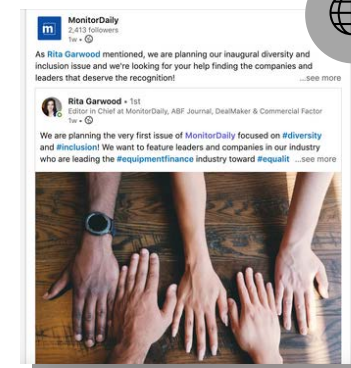 m
MonitorDaily
2,413 followers
1w •
As Rita Garwood mentioned, we are planning our inaugural diversity and
inclusion issue and we're looking for your help finding the companies and
leaders that deserve the recognition! ...see more
Rita Garwood • 1st
Editor in Chief at MonitorDaily, ABF Journal, DealMaker & Commercial Factor
1w •
We are planning the very first issue of MonitorDaily focused on #diversity
and #inclusion! We want to feature leaders and companies in our industry
who are leading the #equipmentfinance industry toward #equalit ...see more